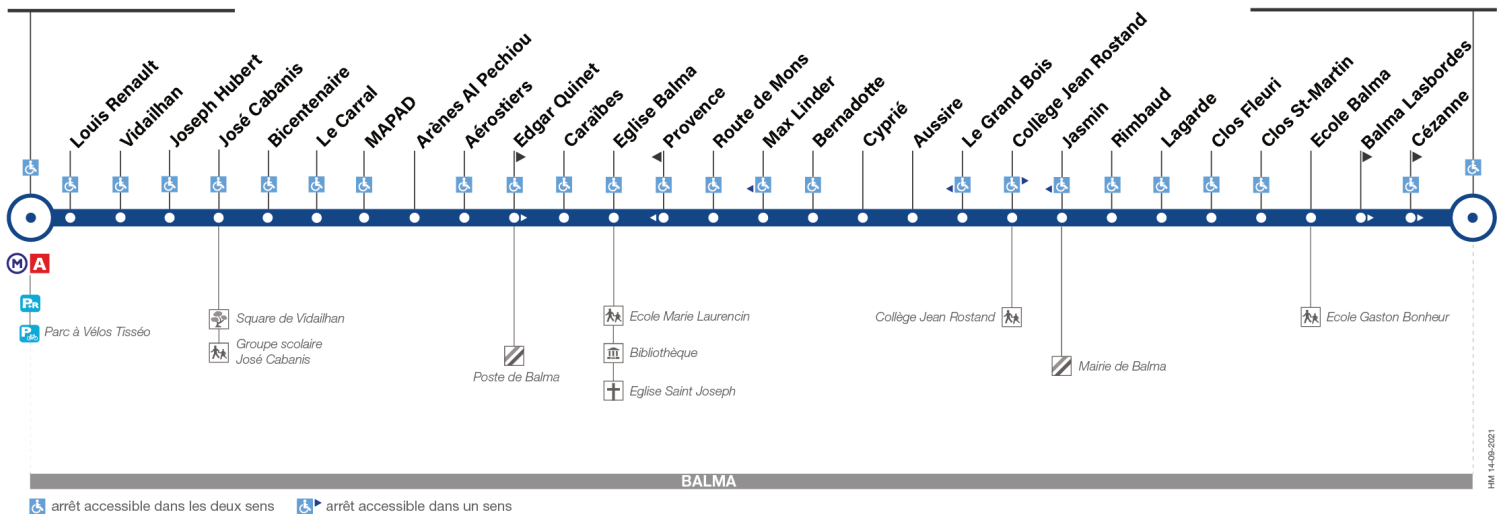 Louis Renault
Vidailhan
Joseph Hubert
José Cabanis
Bicentenaire
Le Carral
MAPAD
Arènes Al Pechiou
Aérostiers
Edgar Quinet
Caraïbes
Eglise Balma
Provence
Route de Mons
Max Linder
Bernadotte
Cyprié
Aussire
Le Grand Bois
Collège Jean Rostand
Jasmin
Rimbaud
Lagarde
Clos Fleuri
Clos St-Martin
Ecole Balma
Balma Lasbordes
Cézanne
M A
P+R
P
Parc à Vélos Tisséo
Square de Vidailhan
Groupe scolaire
José Cabanis
Poste de Balma
Ecole Marie Laurencin
Bibliothèque
Eglise Saint Joseph
Collège Jean Rostand
Mairie de Balma
Ecole Gaston Bonheur
BALMA
HM 14-09-2021
arrêt accessible dans les deux sens
arrêt accessible dans un sens